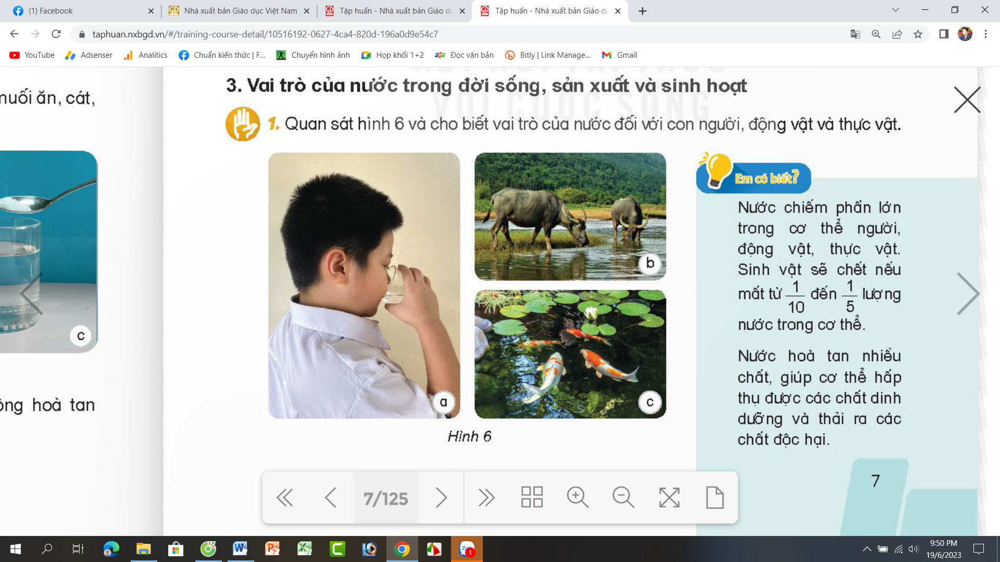 (1) Facebook
Nhà xuất bản Giáo dục Việt Nam
Tập huấn - Nhà xuất bản Giáo dụ
Tập huấn - Nhà xuất bản Giáo dụ
taphuan.nxbgd.vn/#/training-course-detail/10516192-0627-4ca4-820d-196a0d9e54c7
YouTube
Adsenser
Analitics
Chuẩn kiến thức | F...
Chuyển hình ảnh
Họp khối 1+2
Đọc văn bản
Bitly | Link Manage...
Gmail
muối ăn, cát,
c
ông hoà tan
3. Vai trò của nước trong đời sống, sản xuất và sinh hoạt
VỚI CUỘC SỐNG
1. Quan sát hình 6 và cho biết vai trò của nước đối với con người, động vật và thực vật.
a
b
c
Hình 6
Em có biết?
Nước chiếm phần lớn
trong cơ thể người,
động vật, thực vật.
Sinh vật sẽ chết nếu
mất từ 1/10 đến 1/5 lượng
nước trong cơ thể.
Nước hoà tan nhiều
chất, giúp cơ thể hấp
thụ được các chất dinh
dưỡng và thải ra các
chất độc hại.
7
7/125
Zalo
1
9:50 PM
19/6/2023